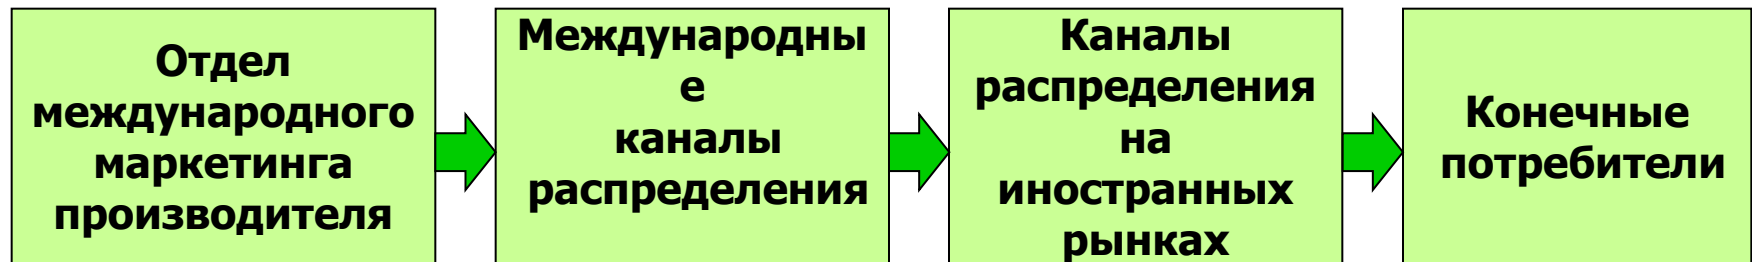 Отдел
международного
маркетинга
производителя
Международны
е
каналы
распределения
Каналы
распределения
на
иностранных
рынках
Конечные
потребители